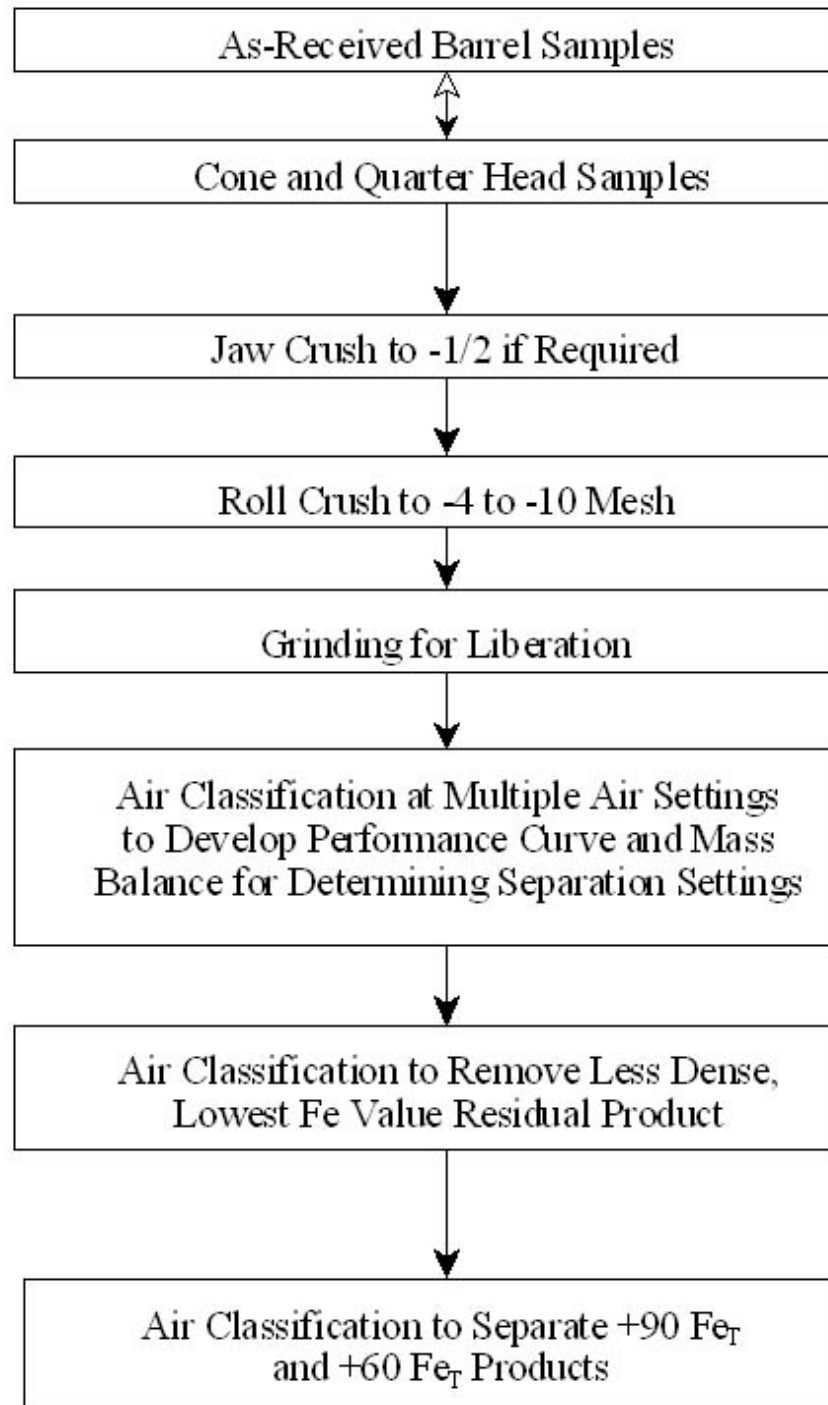 As-Received Barrel Samples
Cone and Quarter Head Samples
Jaw Crush to -1/2 if Required
Roll Crush to -4 to -10 Mesh
Grinding for Liberation
Air Classification at Multiple Air Settings
to Develop Performance Curve and Mass
Balance for Determining Separation Settings
Air Classification to Remove Less Dense,
Lowest Fe Value Residual Product
Air Classification to Separate +90 Fe_T
and +60 Fe_T Products